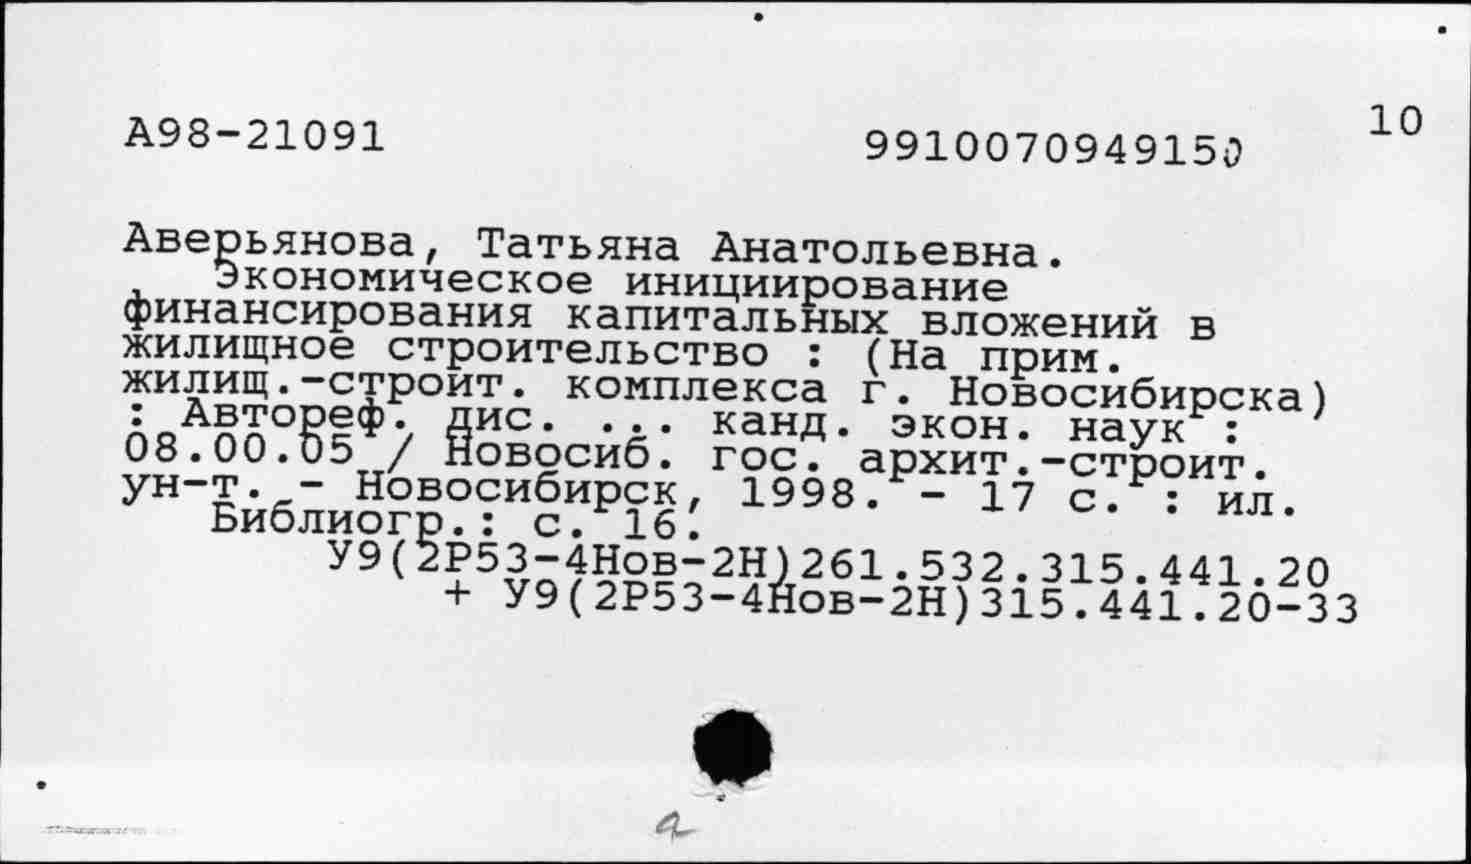 10
А98-21091 9910070949150
Аверьянова, Татьяна Анатольевна.
Экономическое инициирование
финансирования капитальных вложений в
жилищное строительство : (На прим.
жилищ.-строит. комплекса г. Новосибирска)
: Автореф. дис. ... канд. экон. наук :
08.00.05 / Новосиб. гос. архит.-строит.
ун-т. - Новосибирск, 1998. - 17 с. : ил.
Библиогр.: с. 16.
У9(2Р53-4Нов-2Н)261.532.315.441.20
+ У9(2Р53-4Нов-2Н)315.441.20-33